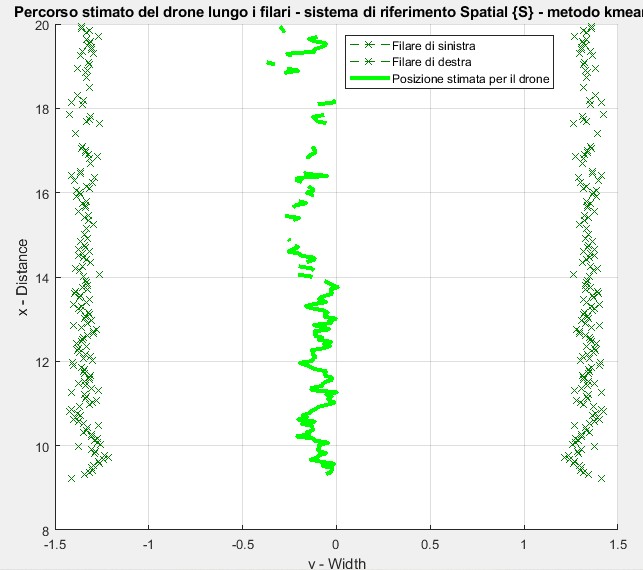 Percorso stimato del drone lungo i filari - sistema di riferimento Spatial {S} - metodo kmean
Filare di sinistra
Filare di destra
Posizione stimata per il drone
20
18
16
14
12
10
8
x - Distance
-1.5 -1 -0.5 0 0.5 1 1.5
y - Width